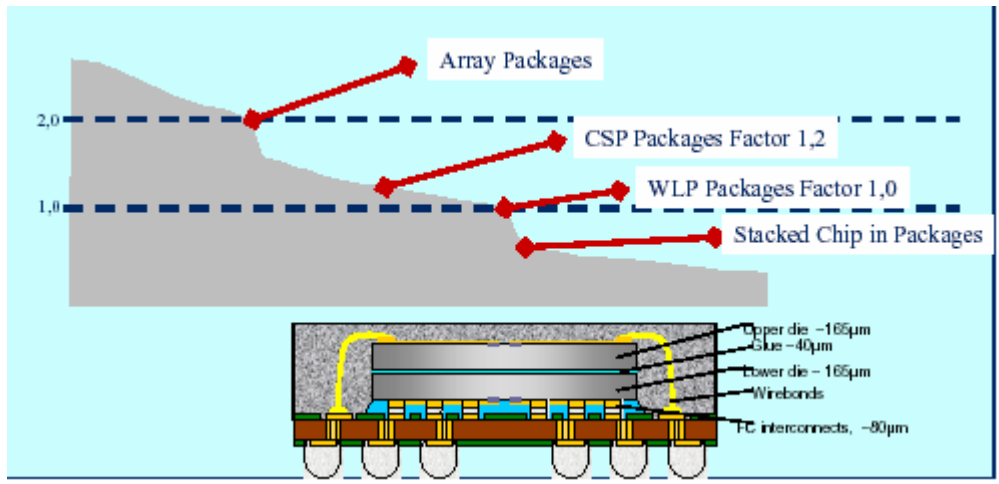 Array Packages
2,0
CSP Packages Factor 1,2
WLP Packages Factor 1,0
1,0
Stacked Chip in Packages
Upper die ~165µm
Glue ~40µm
Lower die ~ 165µm
Wirebonds
FC interconnects, ~80µm